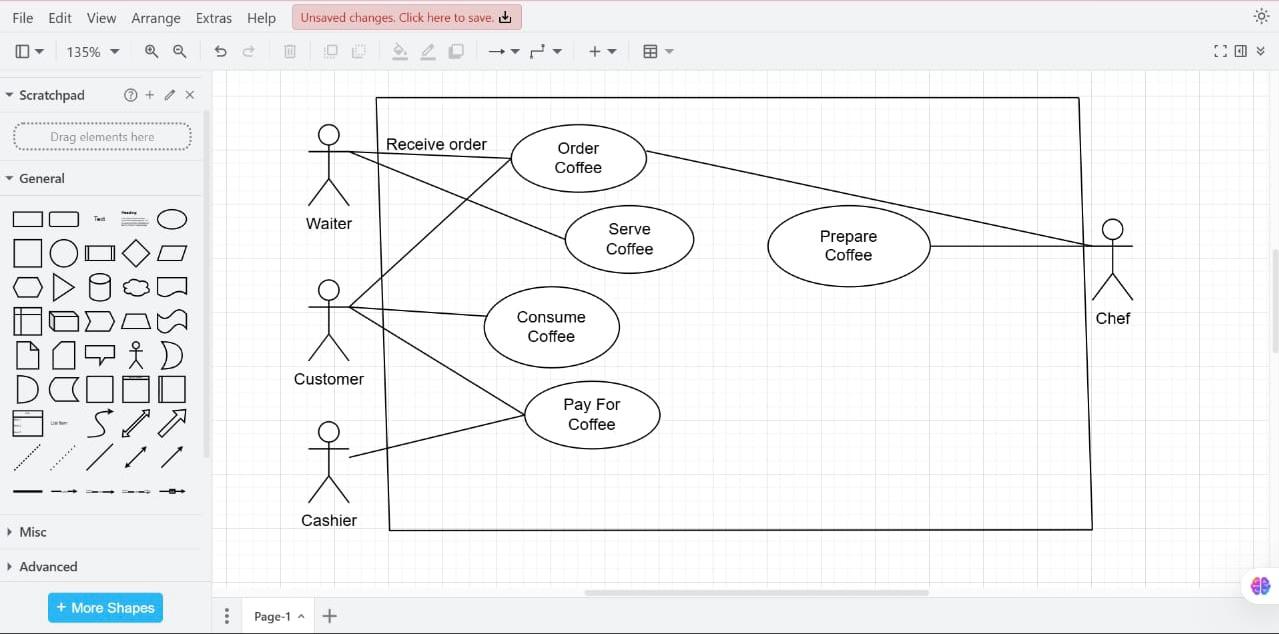 File Edit View Arrange Extras Help Unsaved changes. Click here to save.
135%
Scratchpad
Drag elements here
General
Text
Heading
List Item
Misc
Advanced
+ More Shapes
Receive order
Order
Coffee
Waiter
Serve
Coffee
Prepare
Coffee
Chef
Consume
Coffee
Customer
Pay For
Coffee
Cashier
Page-1